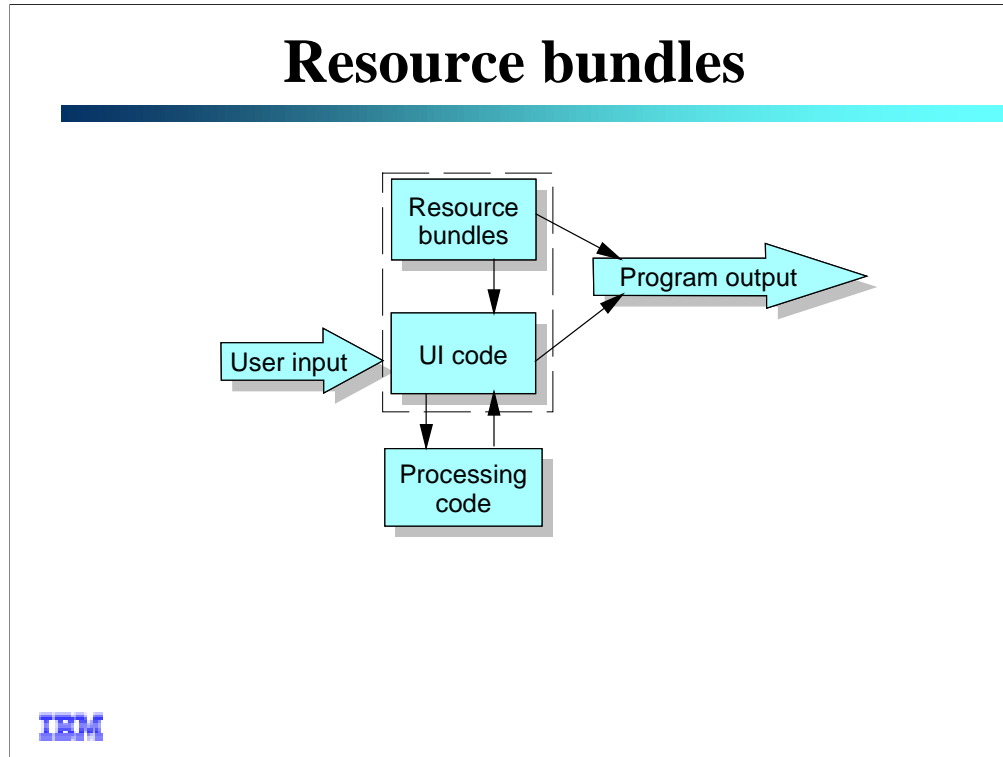 Resource bundles
Resource
bundles
Program output
User input
UI code
Processing
code
IBM